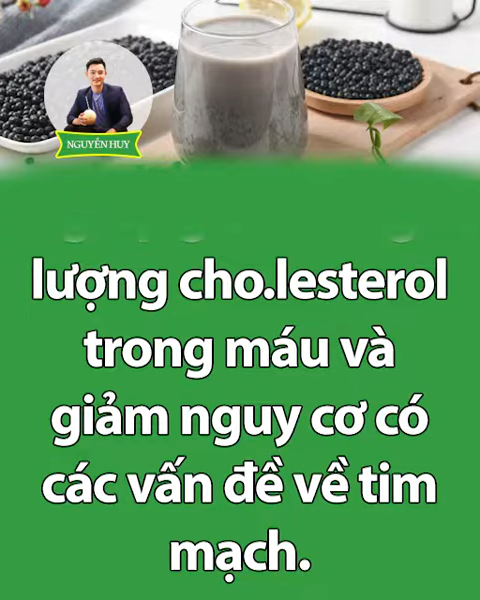 NGUYỄN HUY
lượng cho.lesterol
trong máu và
giảm nguy cơ có
các vấn đề về tim
mạch.